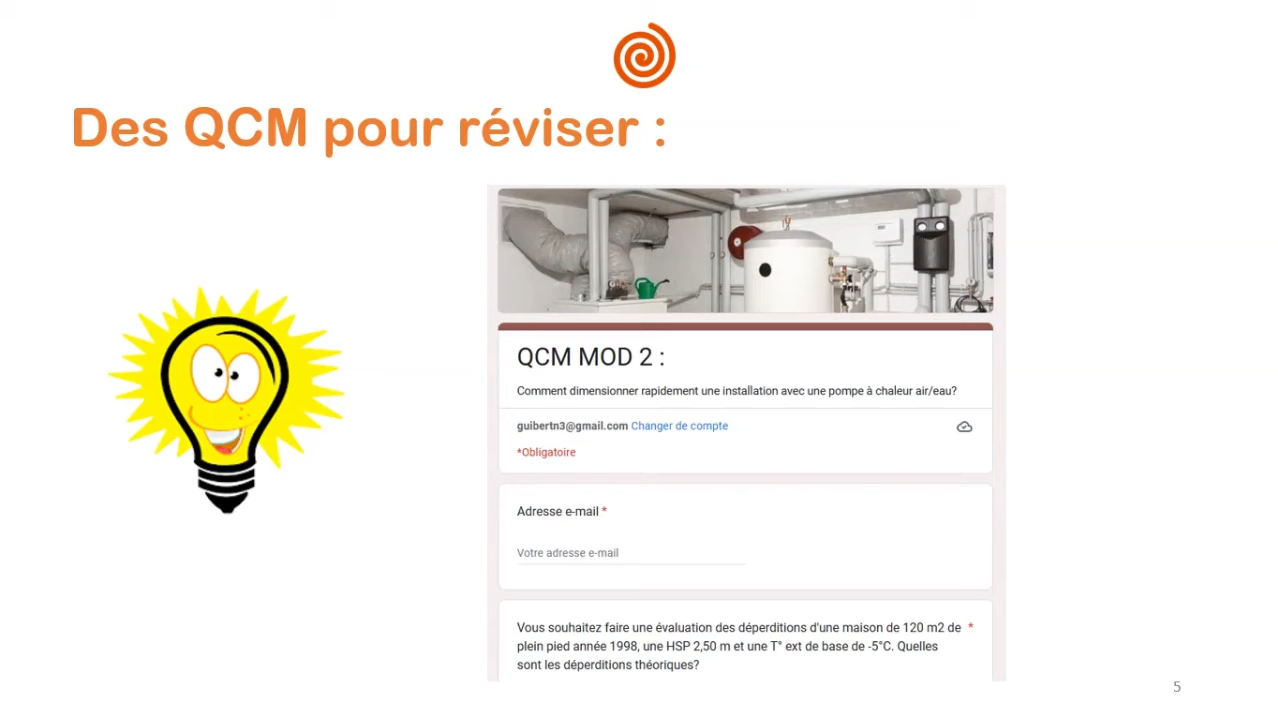 Des QCM pour réviser :
QCM MOD 2 :
Comment dimensionner rapidement une installation avec une pompe à chaleur air/eau?
guibertn3@gmail.com Changer de compte
*Obligatoire
Adresse e-mail *
Votre adresse e-mail
Vous souhaitez faire une évaluation des déperditions d'une maison de 120 m2 de *
plein pied année 1998, une HSP 2,50 m et une T° ext de base de -5°C. Quelles
sont les déperditions théoriques?
5